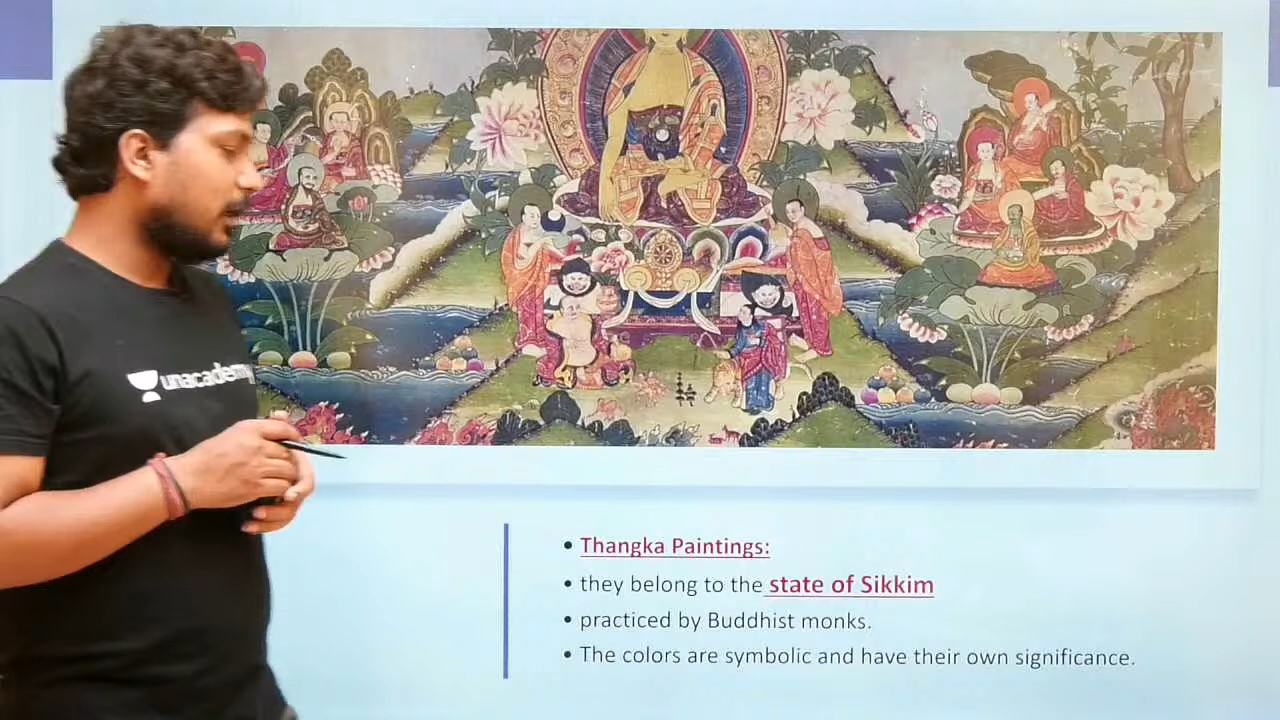 unacademy
• Thangka Paintings:
• they belong to the state of Sikkim
• practiced by Buddhist monks.
• The colors are symbolic and have their own significance.